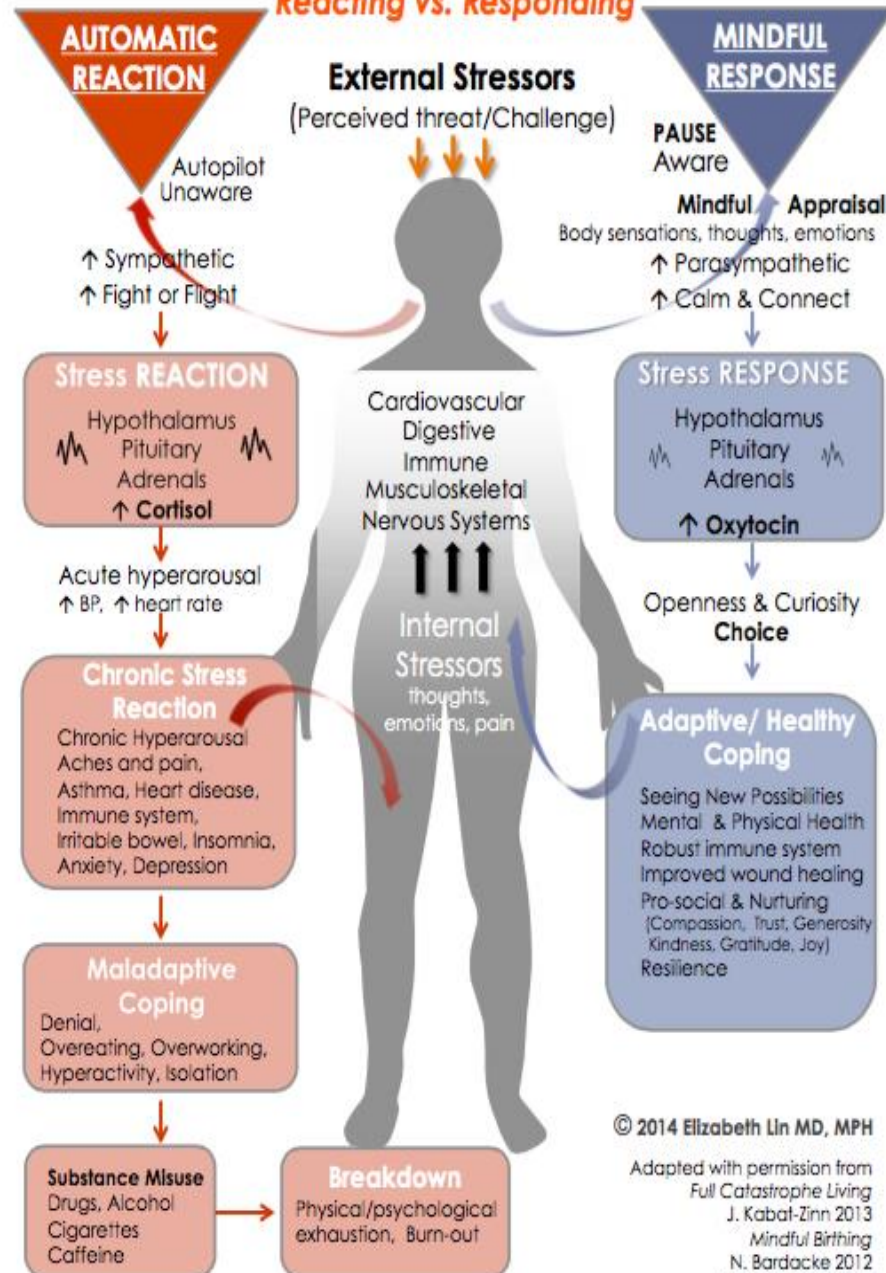 Reacting vs. Responding
AUTOMATIC
REACTION
Autopilot
Unaware
↑ Sympathetic
↑ Fight or Flight
Stress REACTION
Hypothalamus
Pituitary
Adrenals
↑ Cortisol
Acute hyperarousal
↑ BP, ↑ heart rate
Chronic Stress
Reaction
Chronic Hyperarousal
Aches and pain,
Asthma, Heart disease,
Immune system,
Irritable bowel, Insomnia,
Anxiety, Depression
Maladaptive
Coping
Denial,
Overeating, Overworking,
Hyperactivity, Isolation
Substance Misuse
Drugs, Alcohol
Cigarettes
Caffeine
Breakdown
Physical/psychological
exhaustion, Burn-out
External Stressors
(Perceived threat/Challenge)
Cardiovascular
Digestive
Immune
Musculoskeletal
Nervous Systems
Internal
Stressors
thoughts,
emotions, pain
MINDFUL
RESPONSE
PAUSE
Aware
Mindful Appraisal
Body sensations, thoughts, emotions
↑ Parasympathetic
↑ Calm & Connect
Stress RESPONSE
Hypothalamus
Pituitary
Adrenals
↑ Oxytocin
Openness & Curiosity
Choice
Adaptive/ Healthy
Coping
Seeing New Possibilities
Mental & Physical Health
Robust immune system
Improved wound healing
Pro-social & Nurturing
(Compassion, Trust, Generosity
Kindness, Gratitude, Joy)
Resilience
© 2014 Elizabeth Lin MD, MPH
Adapted with permission from
Full Catastrophe Living
J. Kabat-Zinn 2013
Mindful Birthing
N. Bardacke 2012